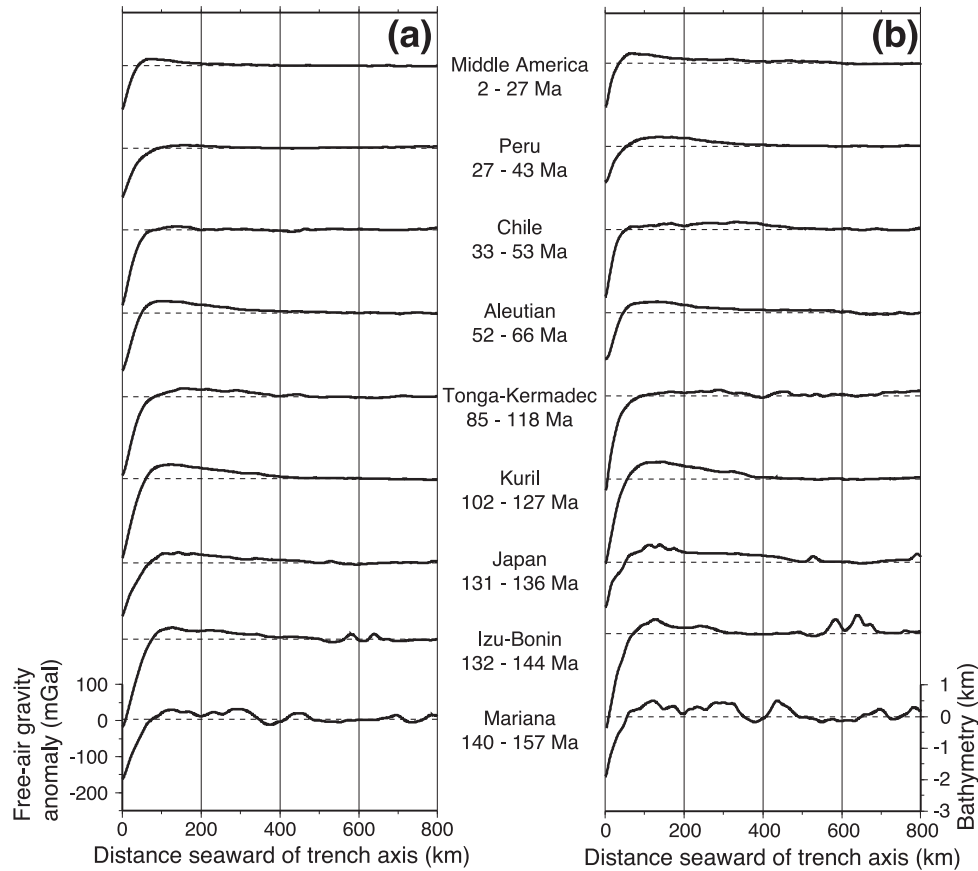 (a)
(b)
Middle America
2 - 27 Ma
Peru
27 - 43 Ma
Chile
33 - 53 Ma
Aleutian
52 - 66 Ma
Tonga-Kermadec
85 - 118 Ma
Kuril
102 - 127 Ma
Japan
131 - 136 Ma
Izu-Bonin
132 - 144 Ma
Mariana
140 - 157 Ma
Free-air gravity
anomaly (mGal)
100
0
-100
-200
1
0
-1
-2
-3
Bathymetry (km)
0 200 400 600 800
0 200 400 600 800
Distance seaward of trench axis (km)
Distance seaward of trench axis (km)